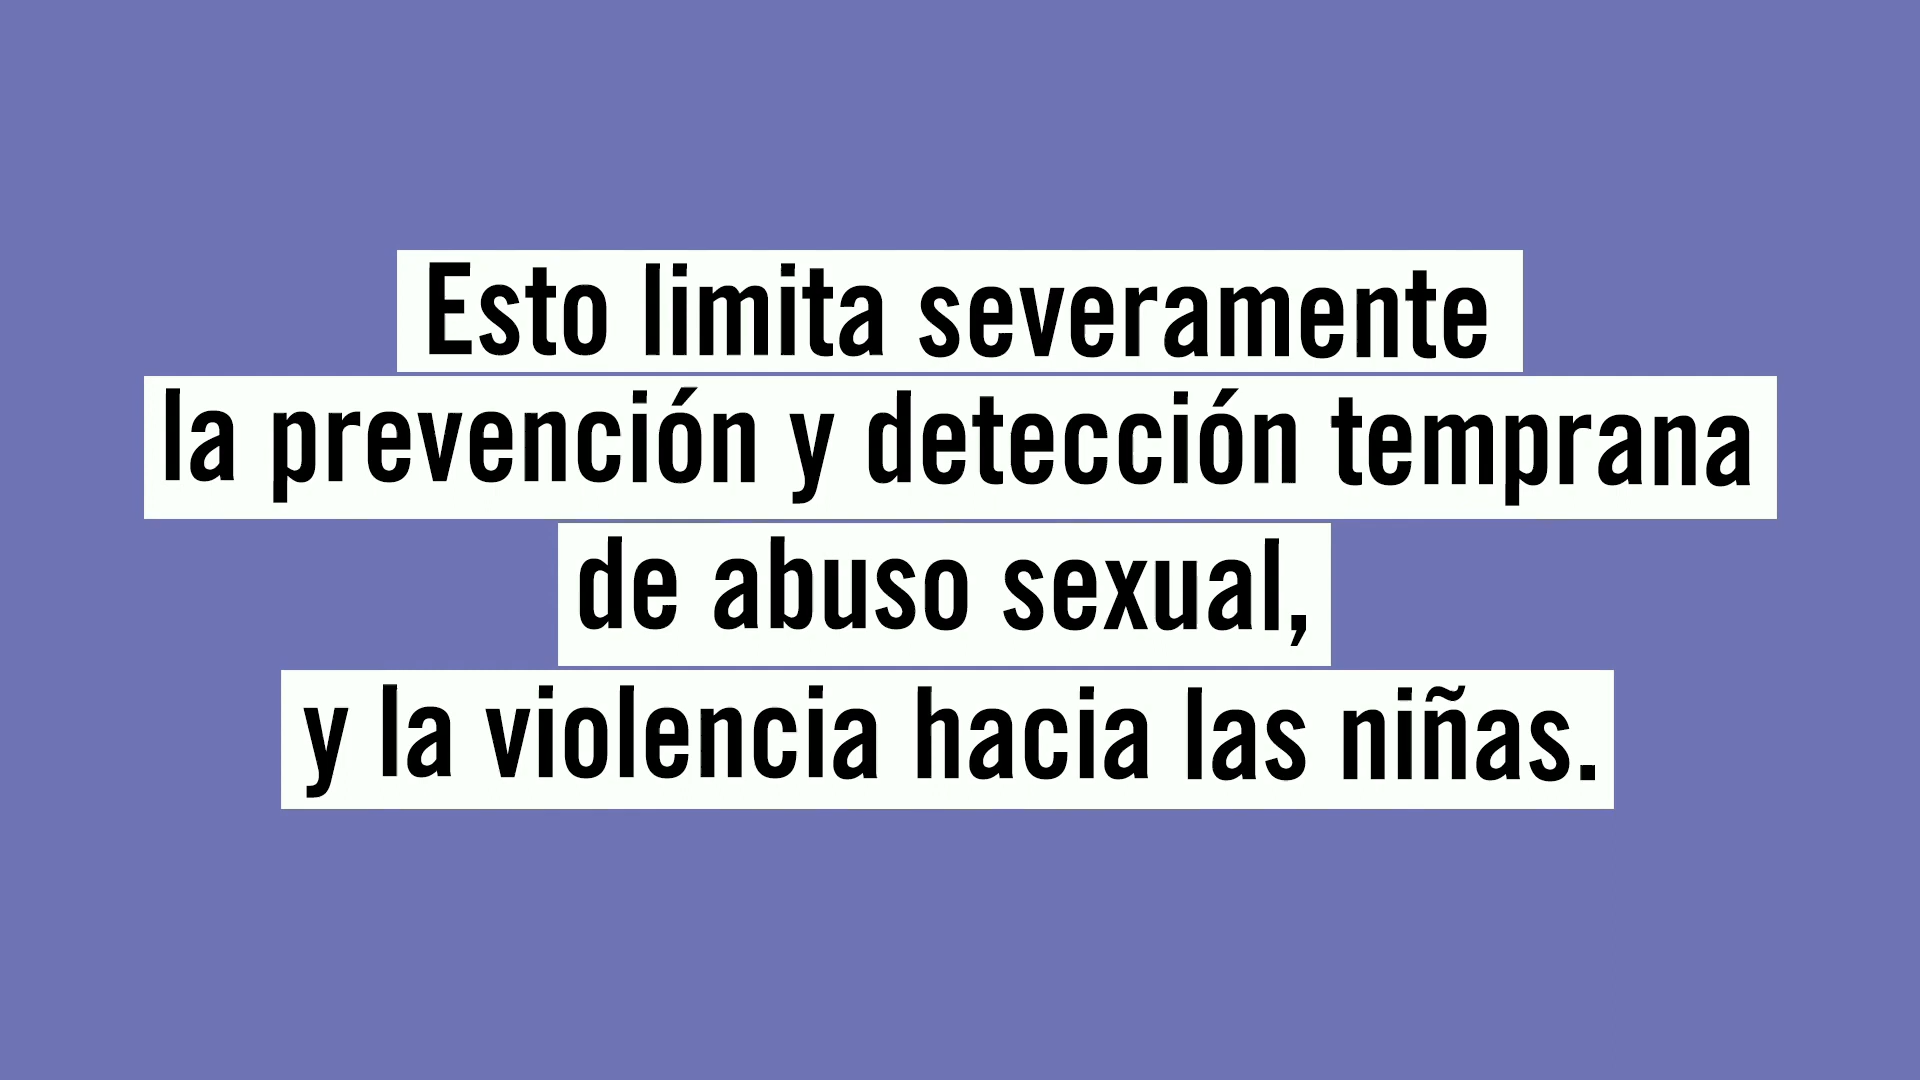 Esto limita severamente
la prevención y detección temprana
de abuso sexual,
y la violencia hacia las niñas.